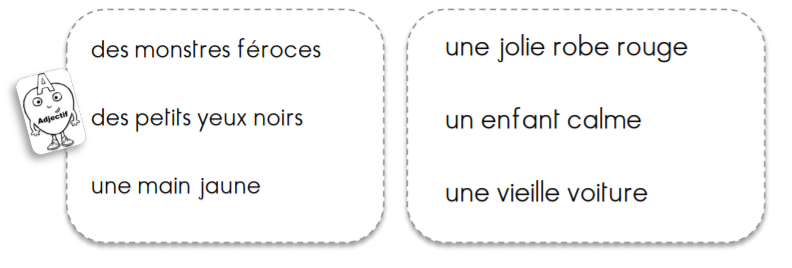 des monstres féroces
A
Adjectif
des petits yeux noirs
une main jaune
une jolie robe rouge
un enfant calme
une vieille voiture